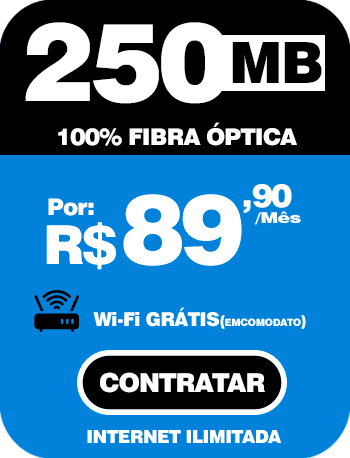 250 MB
100% FIBRA ÓPTICA
Por:
R$ 89,90
/Mês
Wi-Fi GRÁTIS(EMCOMODATO)
CONTRATAR
INTERNET ILIMITADA